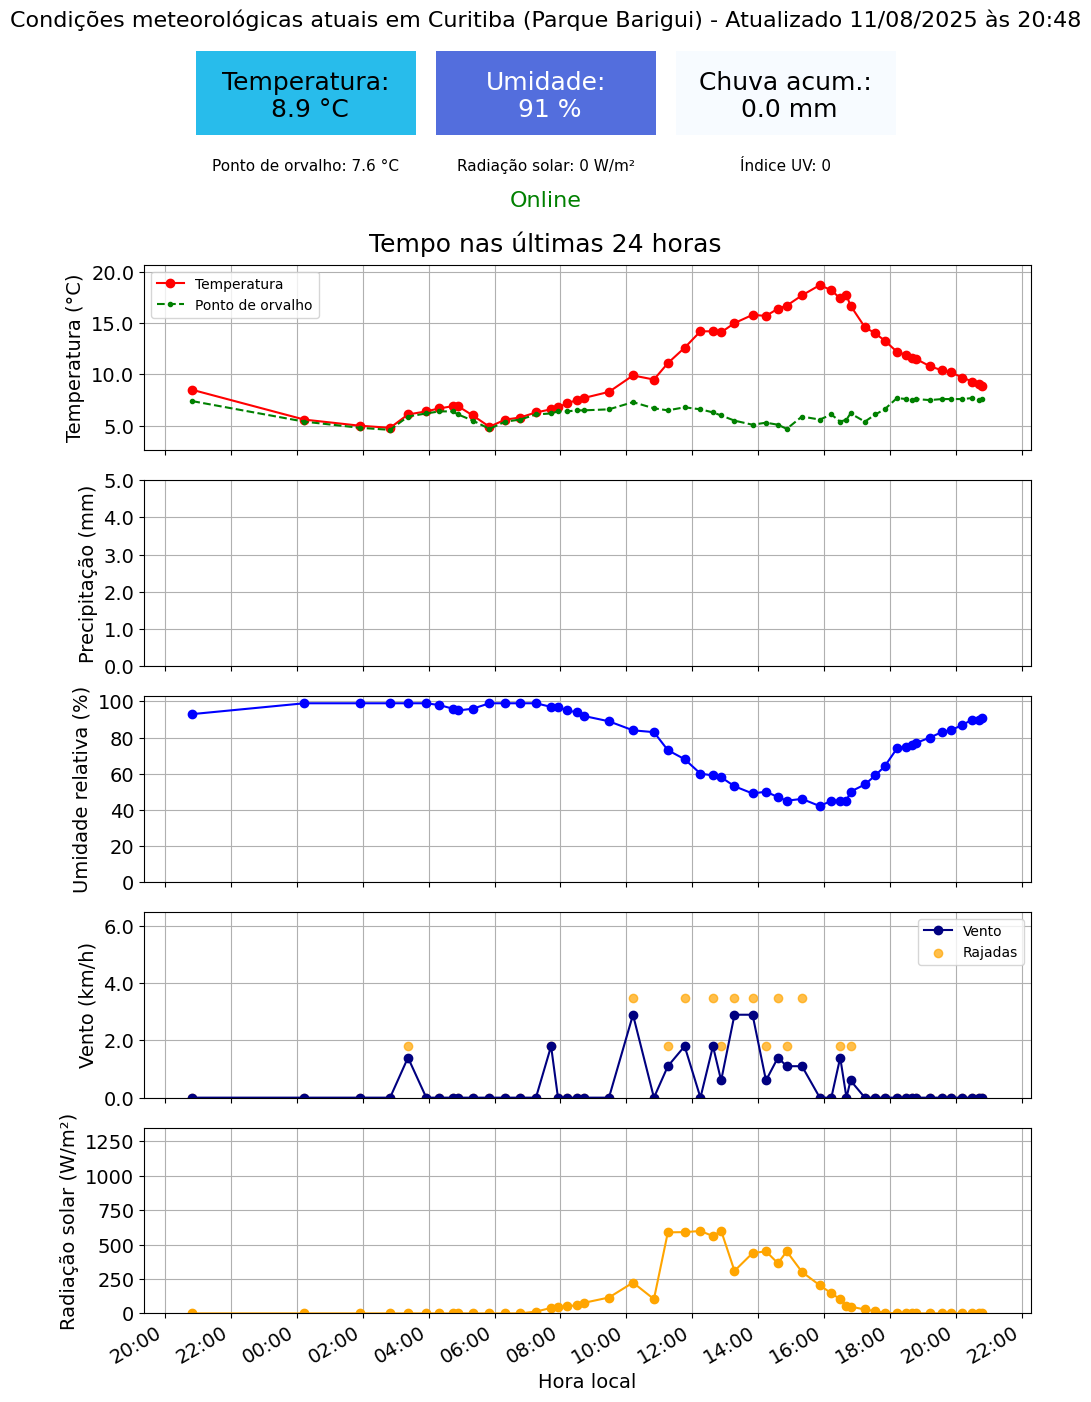 Condições meteorológicas atuais em Curitiba (Parque Barigui) - Atualizado 11/08/2025 às 20:48
Temperatura:
8.9 °C
Umidade:
91 %
Chuva acum.:
0.0 mm
Ponto de orvalho: 7.6 °C
Radiação solar: 0 W/m²
Índice UV: 0
Online
Tempo nas últimas 24 horas
Temperatura (°C)
20.0
15.0
10.0
5.0
Temperatura
Ponto de orvalho
Precipitação (mm)
5.0
4.0
3.0
2.0
1.0
0.0
Umidade relativa (%)
100
80
60
40
20
0
Vento (km/h)
6.0
4.0
2.0
0.0
Vento
Rajadas
Radiação solar (W/m²)
1250
1000
750
500
250
0
20:00 22:00 00:00 02:00 04:00 06:00 08:00 10:00 12:00 14:00 16:00 18:00 20:00 22:00
Hora local